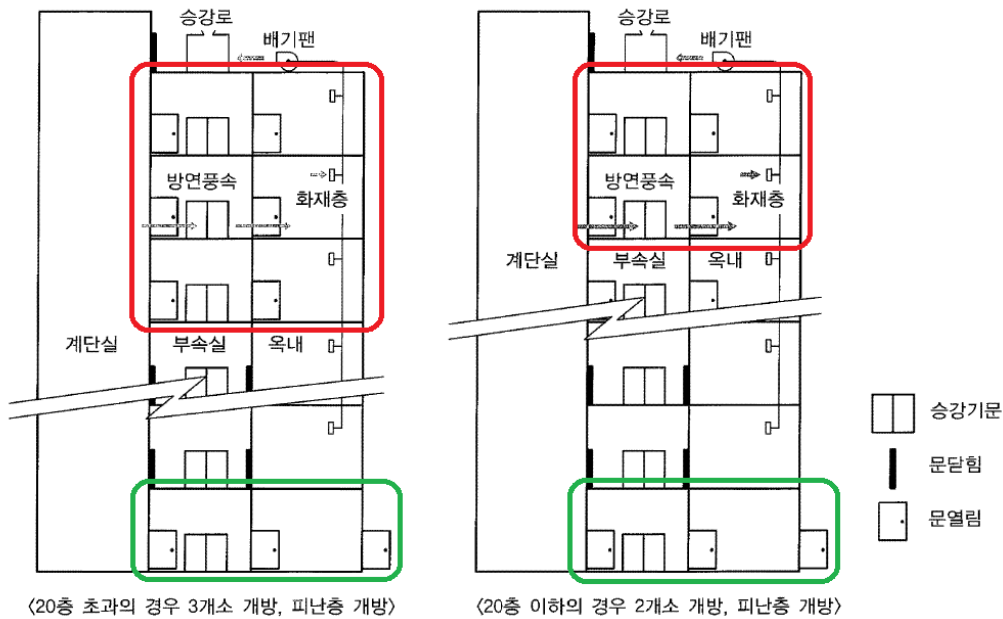 승강로
배기팬
방연풍속
화재층
계단실
부속실
옥내
<20층 초과의 경우 3개소 개방, 피난층 개방>
승강로
배기팬
방연풍속
화재층
계단실
부속실
옥내
<20층 이하의 경우 2개소 개방, 피난층 개방>
승강기문
문닫힘
문열림